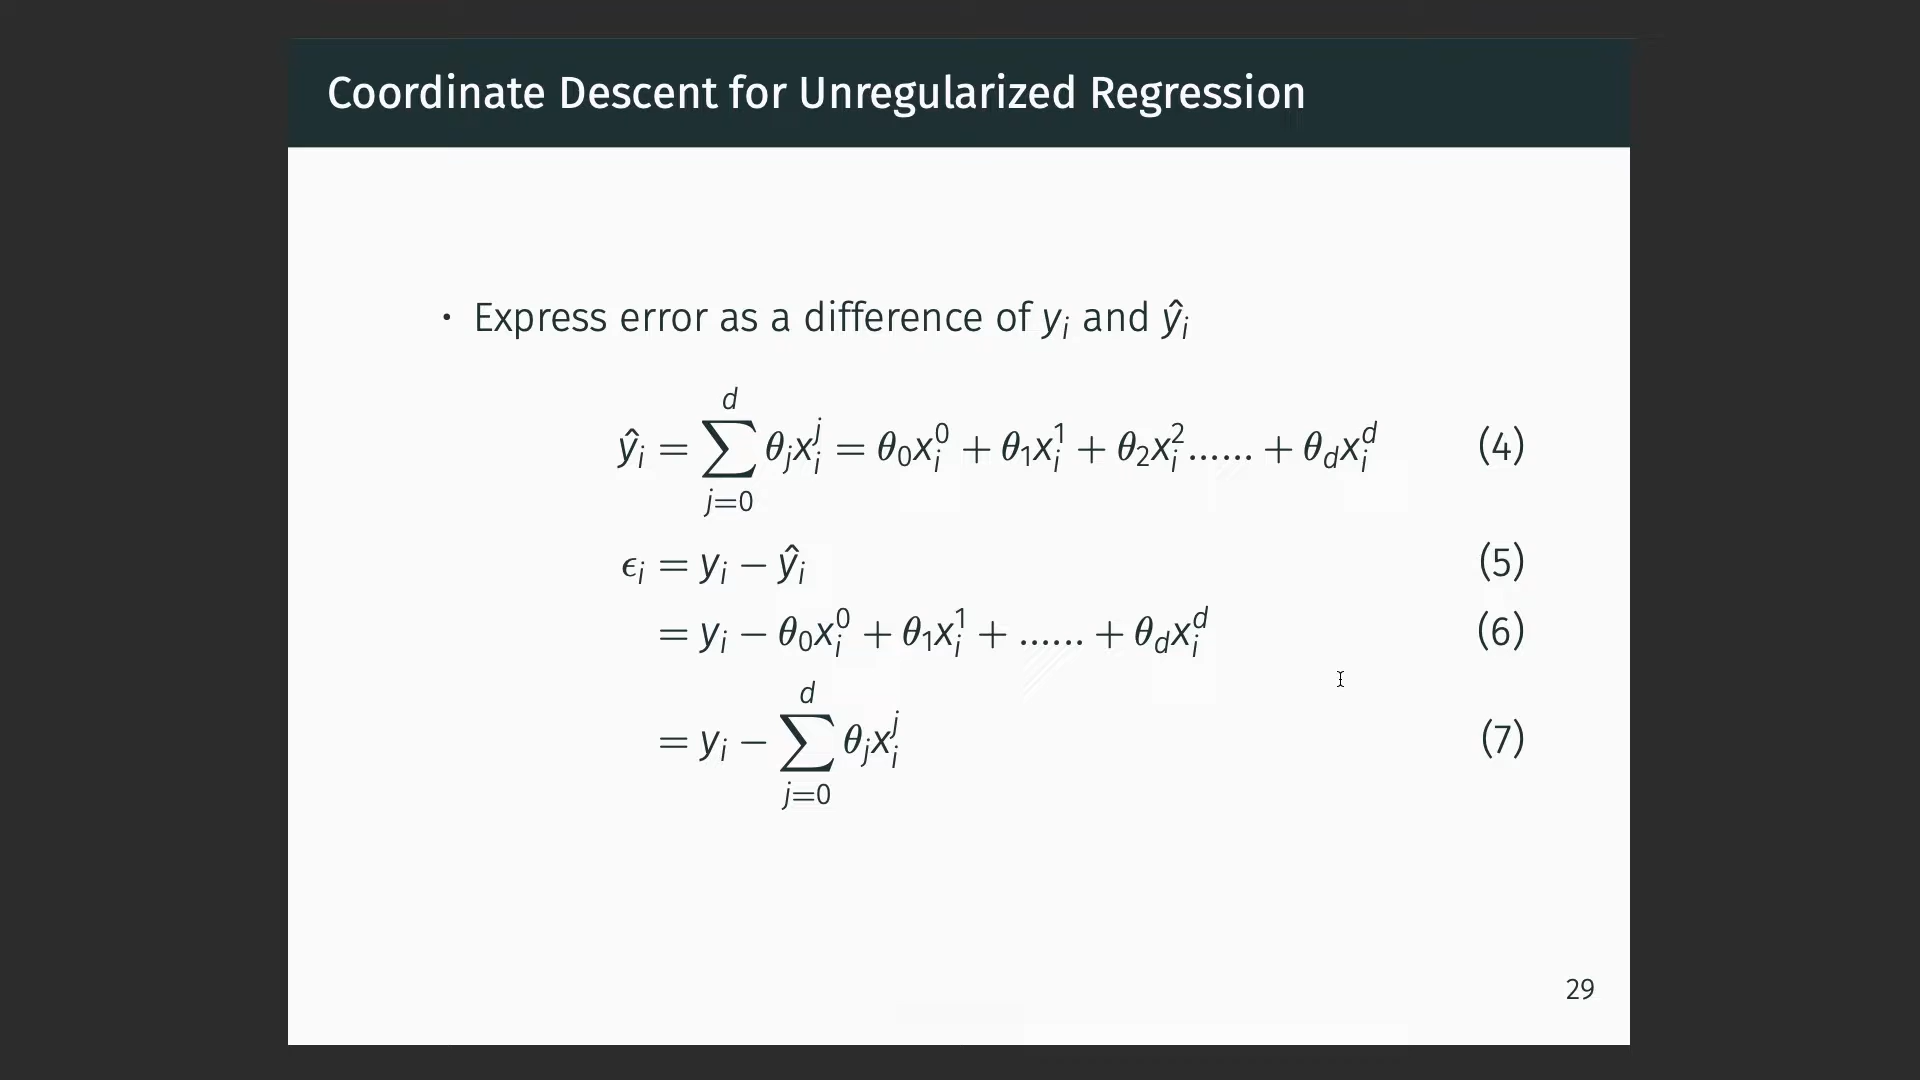 Coordinate Descent for Unregularized Regression
• Express error as a difference of yᵢ and ŷᵢ
ŷᵢ = ∑_{j=0}^{d} θⱼxᵢʲ = θ₀xᵢ⁰ + θ₁xᵢ¹ + θ₂xᵢ²...... + θ_d xᵢᵈ (4)
ϵᵢ = yᵢ − ŷᵢ (5)
= yᵢ − θ₀xᵢ⁰ + θ₁xᵢ¹ + ...... + θ_d xᵢᵈ (6)
= yᵢ − ∑_{j=0}^{d} θⱼxᵢʲ (7)
29